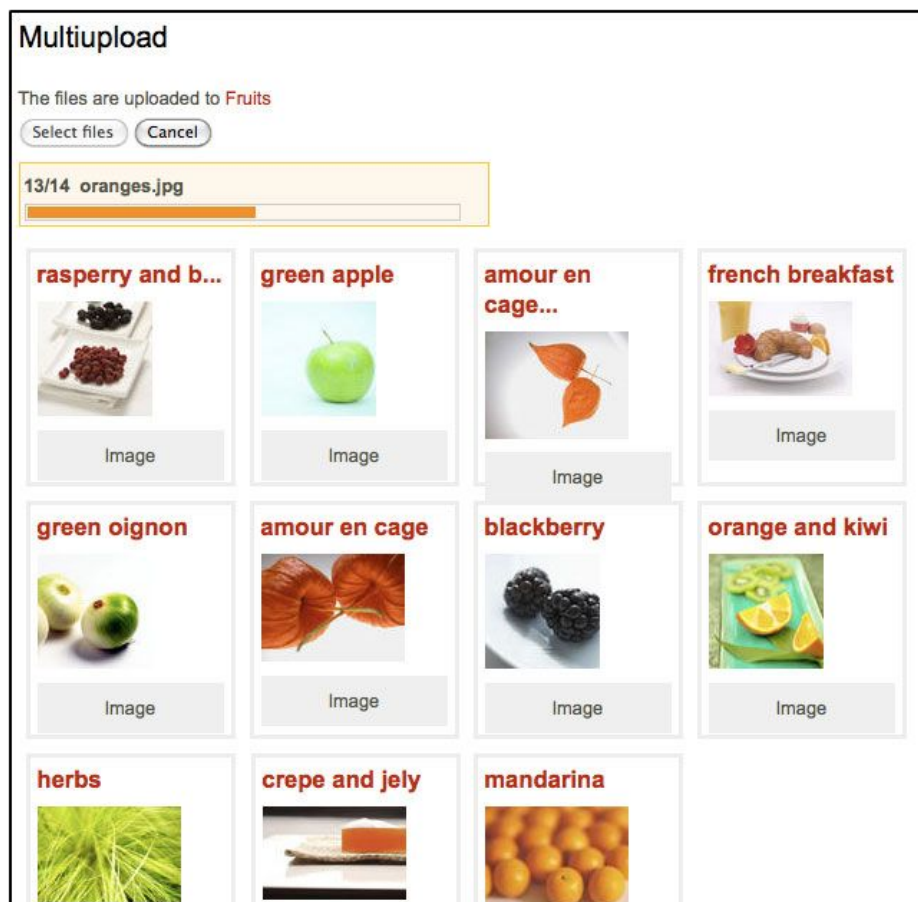 Multiupload
The files are uploaded to Fruits
Select files Cancel
13/14 oranges.jpg
rasperry and b...
green apple
amour en
cage...
french breakfast
Image
Image
Image
Image
green oignon
amour en cage
blackberry
orange and kiwi
Image
Image
Image
Image
herbs
crepe and jely
mandarina